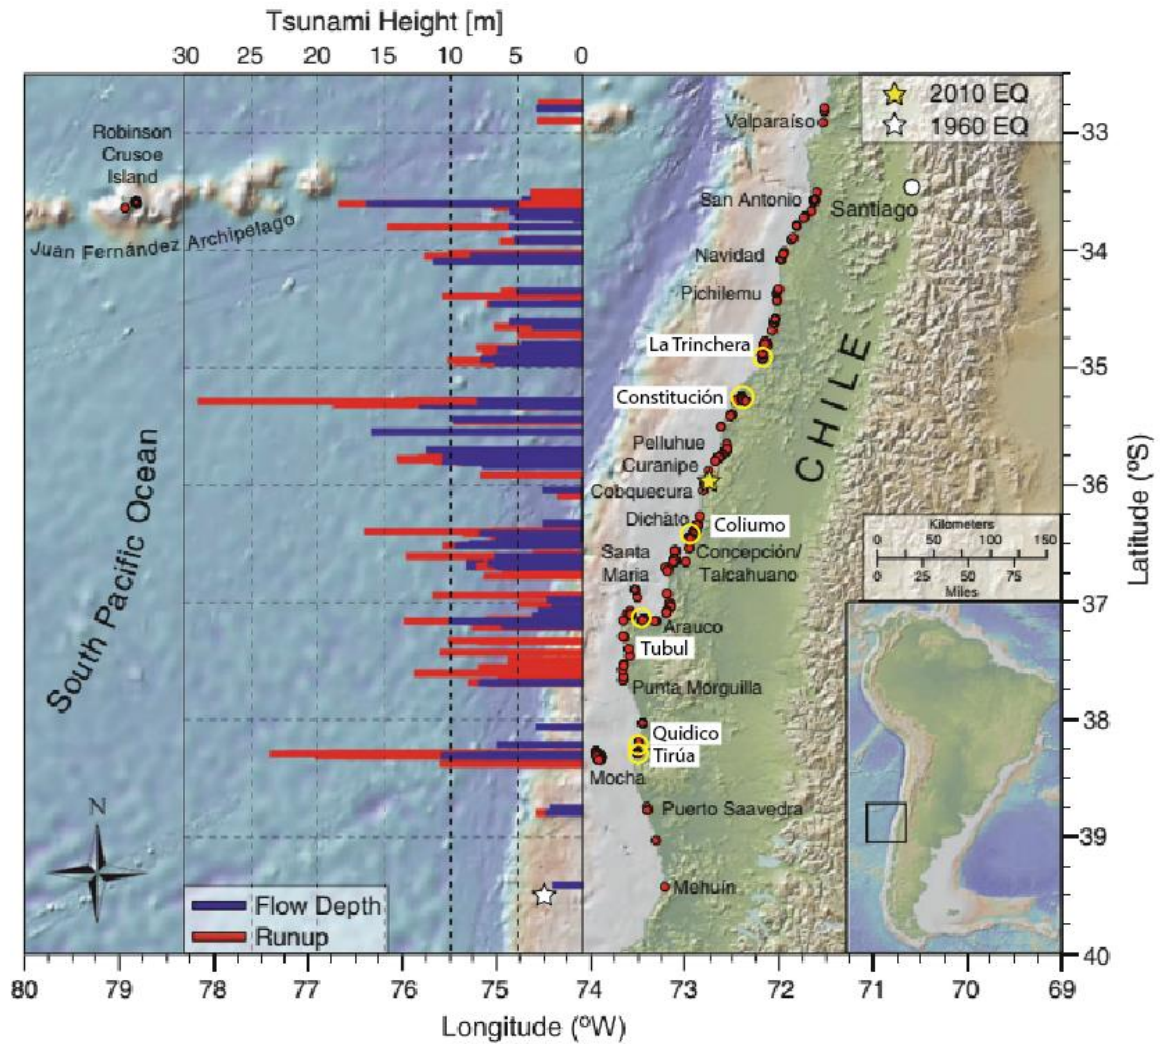 Tsunami Height [m]
30 25 20 15 10 5 0
2010 EQ
1960 EQ
Robinson
Crusoe
Island
Juan Fernández Archipélago
South Pacific Ocean
N
Flow Depth
Runup
Valparaíso
San Antonio
Santiago
Navidad
Pichilemu
La Trinchera
Constitución
CHILE
Pelluhue
Curanipe
Cobquecura
Dichato
Coliumo
Santa
Maria
Concepción/
Talcahuano
Arauco
Tubul
Punta Morguilla
Quidico
Tirúa
Mocha
Puerto Saavedra
Mehuín
Kilometers
0 50 100 150
0 25 50 75
Miles
33
34
35
36
37
38
39
40
Latitude (ºS)
80 79 78 77 76 75 74 73 72 71 70 69
Longitude (ºW)